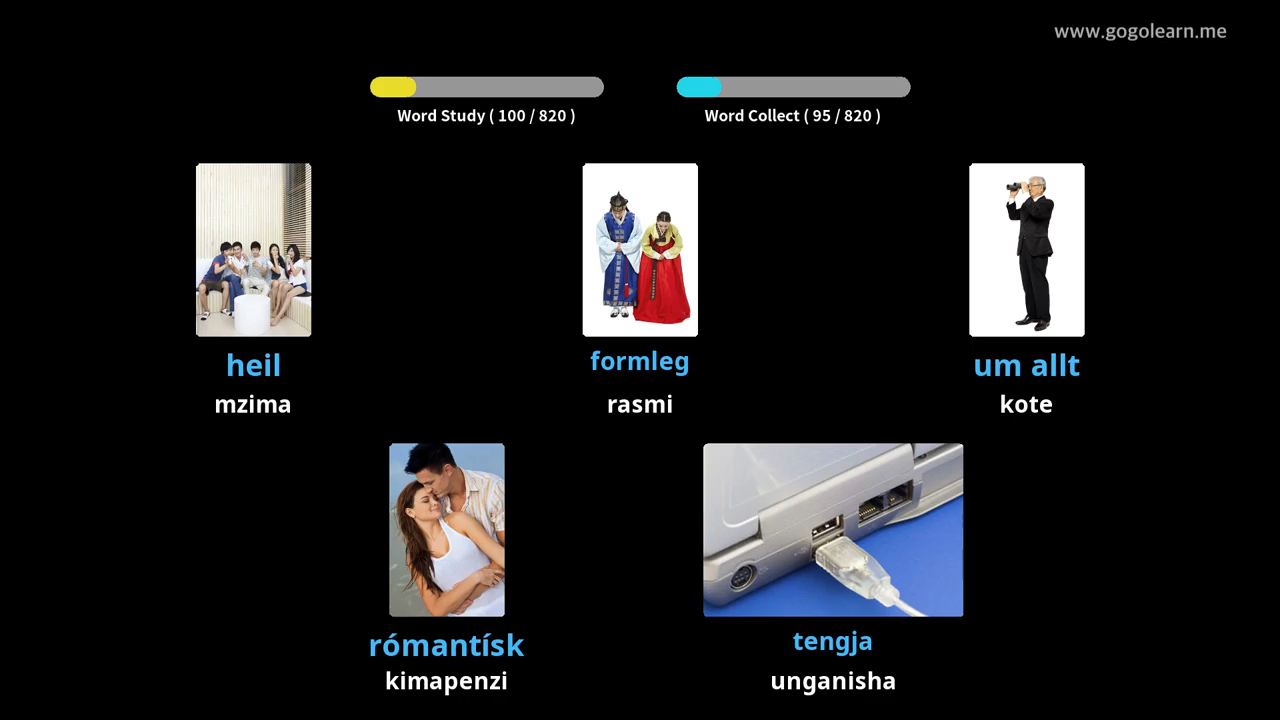 www.gogolearn.me
Word Study ( 100 / 820 )
Word Collect ( 95 / 820 )
heil
mzima
formleg
rasmi
um allt
kote
rómantísk
kimapenzi
tengja
unganisha